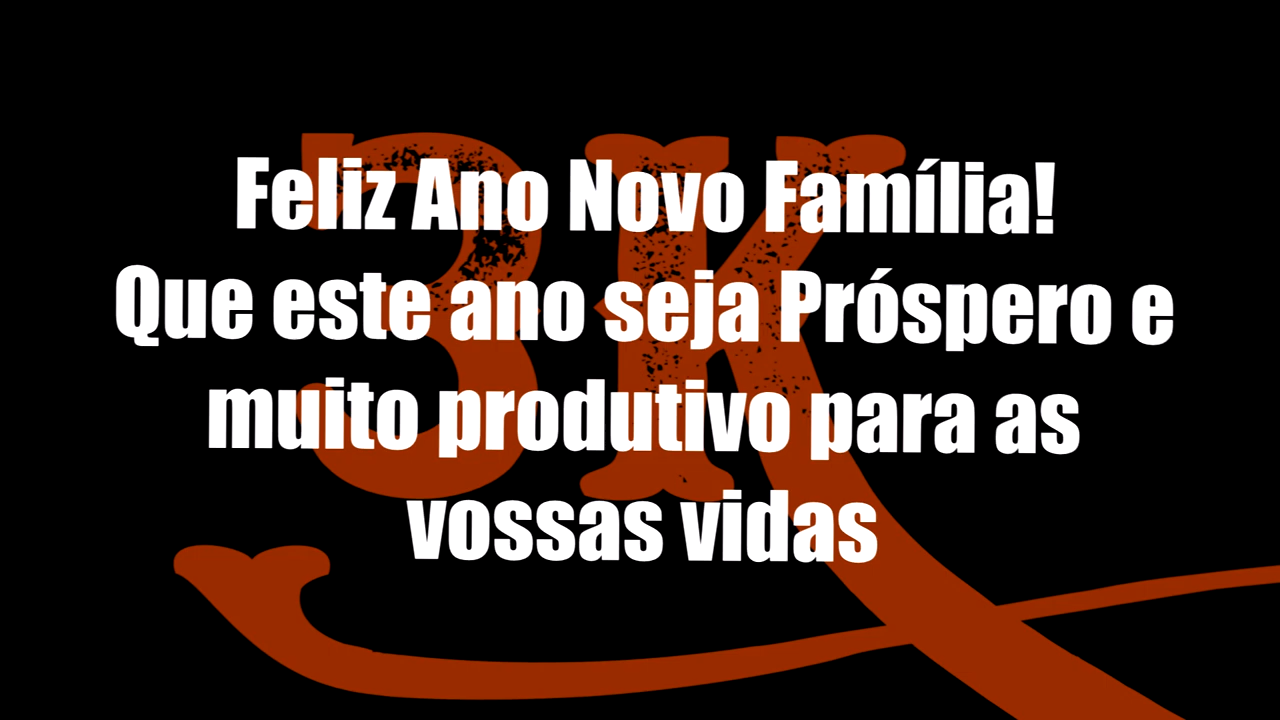 3K
Feliz Ano Novo Família!
Que este ano seja Próspero e
muito produtivo para as
vossas vidas